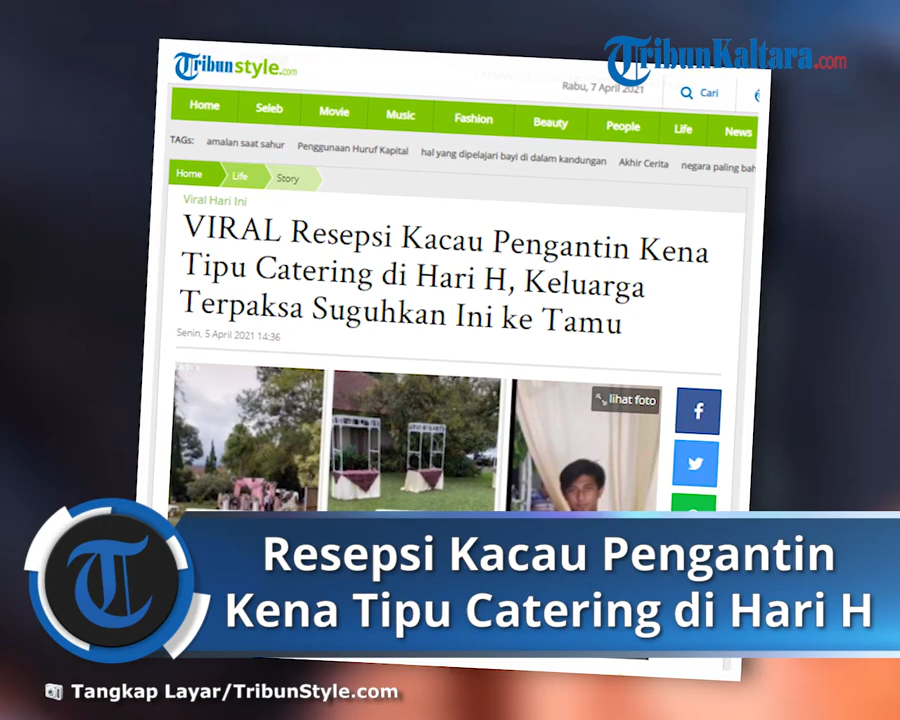 TribunStyle.com
TribunKaltara.com
Rabu, 7 April 2021
Cari
Home Seleb Movie Music Fashion Beauty People Life News
TAGs: amalan saat sahur Penggunaan Huruf Kapital hal yang dipelajari bayi di dalam kandungan Akhir Cerita negara paling bah
Home Life Story
Viral Hari Ini
VIRAL Resepsi Kacau Pengantin Kena
Tipu Catering di Hari H, Keluarga
Terpaksa Suguhkan Ini ke Tamu
Senin, 5 April 2021 14:36
lihat foto
Resepsi Kacau Pengantin
Kena Tipu Catering di Hari H
Tangkap Layar/TribunStyle.com